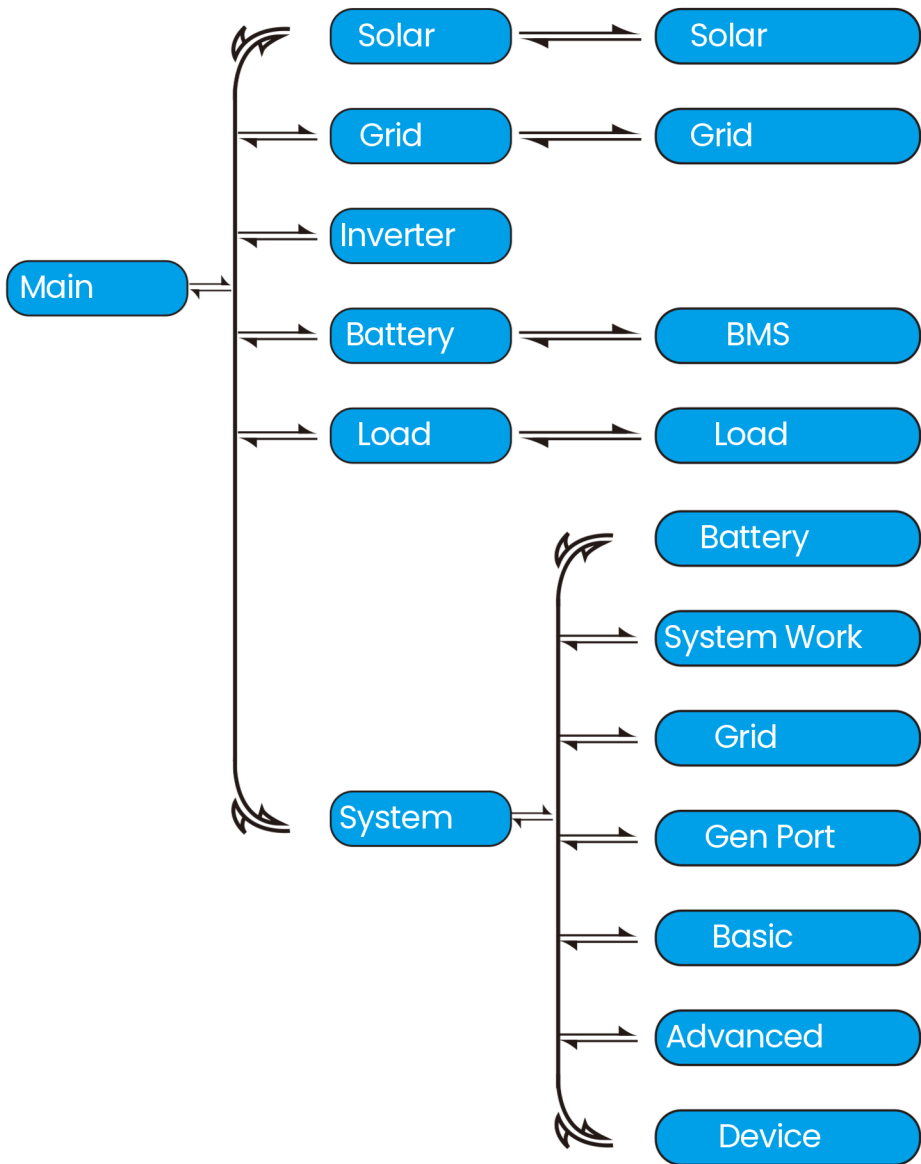 Solar
Solar
Grid
Grid
Inverter
Main
Battery
BMS
Load
Load
Battery
System Work
Grid
System
Gen Port
Basic
Advanced
Device